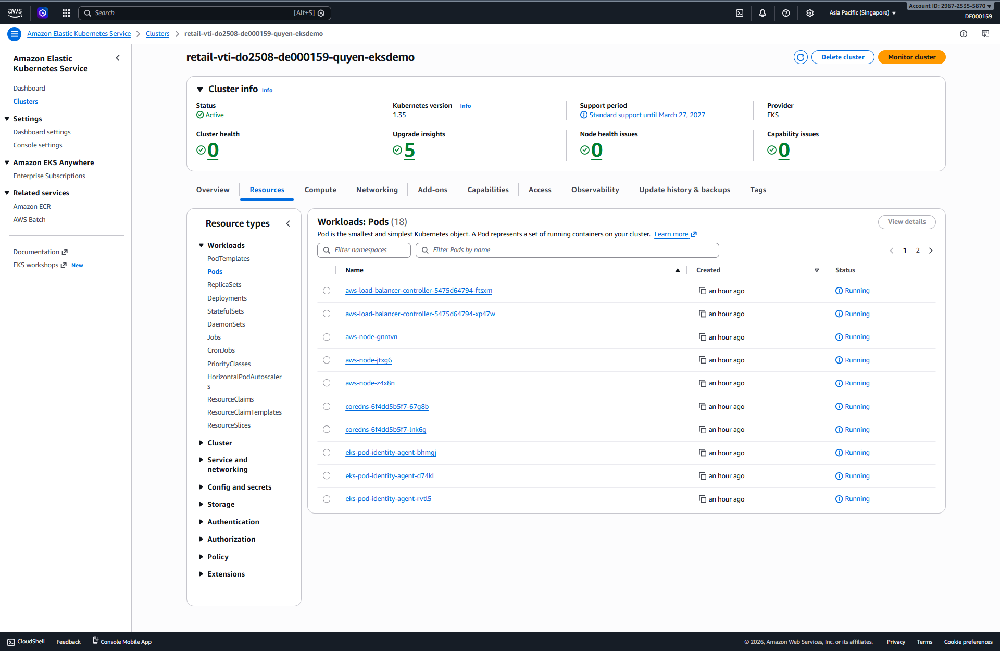 aws
Search
[Alt+S]
Asia Pacific (Singapore)
Account ID: 2967-2535-5870
DE000159
Amazon Elastic Kubernetes Service
Clusters
retail-vti-do2508-de000159-quyen-eksdemo
Amazon Elastic
Kubernetes Service
Dashboard
Clusters
Settings
Dashboard settings
Console settings
Amazon EKS Anywhere
Enterprise Subscriptions
Related services
Amazon ECR
AWS Batch
Documentation
EKS workshops New
retail-vti-do2508-de000159-quyen-eksdemo
Delete cluster
Monitor cluster
Cluster info Info
Status
Active
Kubernetes version Info
1.35
Support period
Standard support until March 27, 2027
Provider
EKS
Cluster health
0
Upgrade insights
5
Node health issues
0
Capability issues
0
Overview
Resources
Compute
Networking
Add-ons
Capabilities
Access
Observability
Update history & backups
Tags
Resource types
Workloads
PodTemplates
Pods
ReplicaSets
Deployments
StatefulSets
DaemonSets
Jobs
CronJobs
PriorityClasses
HorizontalPodAutoscaler
s
ResourceClaims
ResourceClaimTemplates
ResourceSlices
Cluster
Service and
networking
Config and secrets
Storage
Authentication
Authorization
Policy
Extensions
Workloads: Pods (18)
View details
Pod is the smallest and simplest Kubernetes object. A Pod represents a set of running containers on your cluster. Learn more
Filter namespaces
Filter Pods by name
1 2
Name Created Status
aws-load-balancer-controller-5475d64794-ftsxm an hour ago Running
aws-load-balancer-controller-5475d64794-xp47w an hour ago Running
aws-node-gnmvn an hour ago Running
aws-node-jtxg6 an hour ago Running
aws-node-z4x8n an hour ago Running
coredns-6f4dd5b5f7-67g8b an hour ago Running
coredns-6f4dd5b5f7-lnk6g an hour ago Running
eks-pod-identity-agent-bhmgj an hour ago Running
eks-pod-identity-agent-d74kl an hour ago Running
eks-pod-identity-agent-rvtl5 an hour ago Running
CloudShell
Feedback
Console Mobile App
© 2026, Amazon Web Services, Inc. or its affiliates.
Privacy
Terms
Cookie preferences